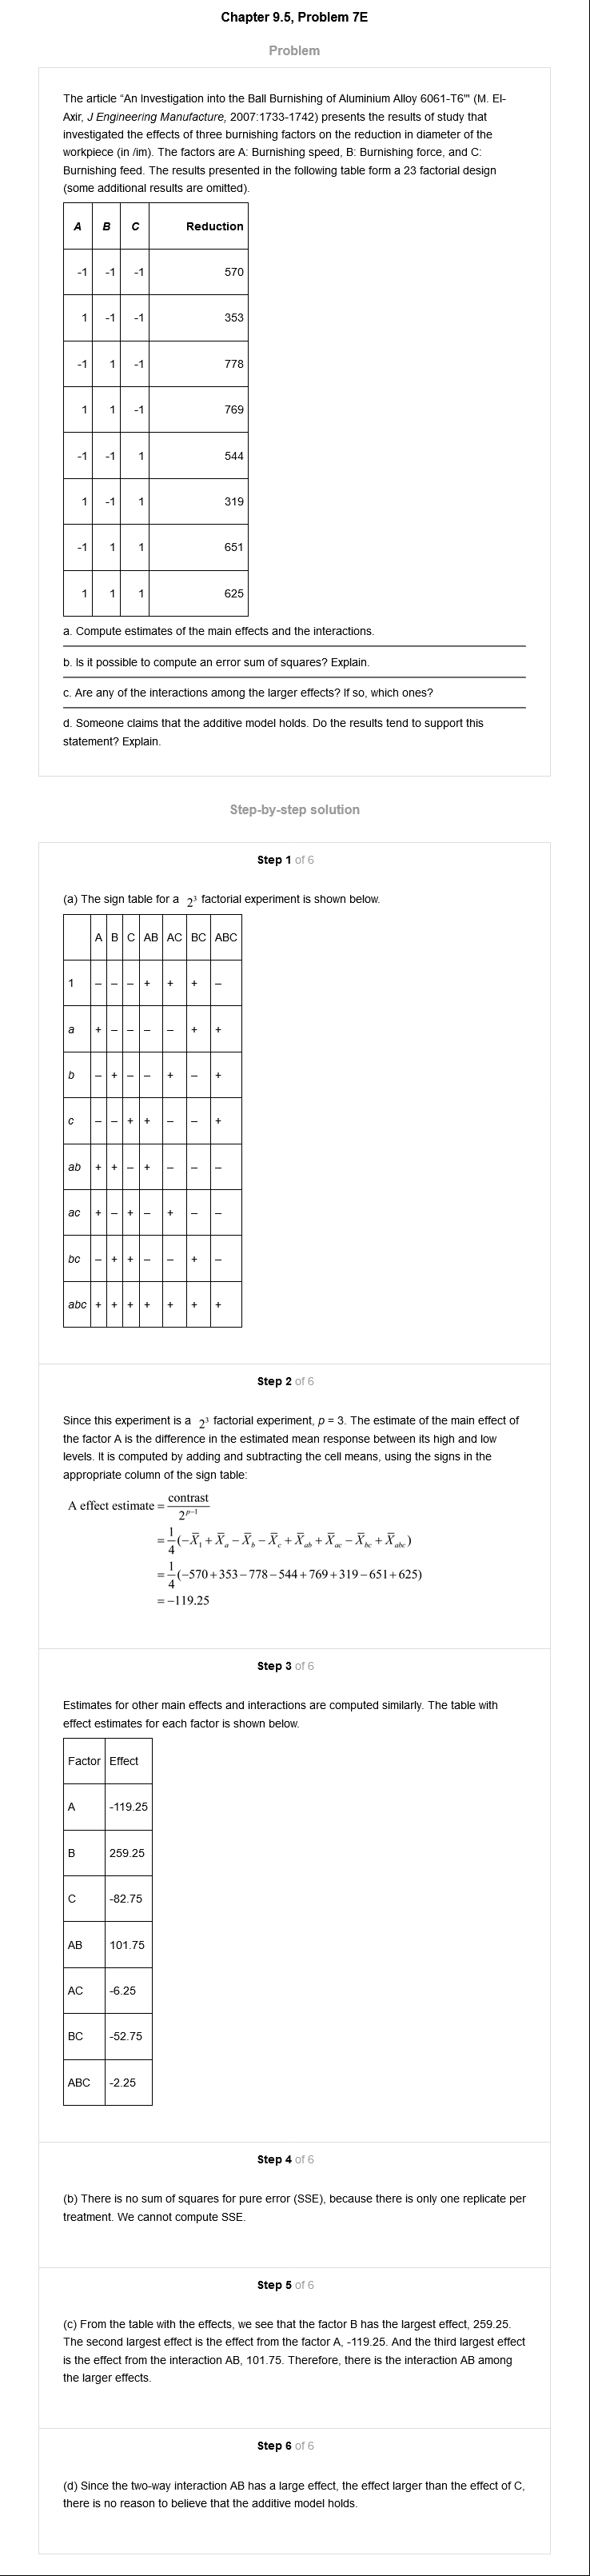 Chapter 9.5, Problem 7E
Problem
The article “An Investigation into the Ball Burnishing of Aluminium Alloy 6061-T6"' (M. El-
Axir, J Engineering Manufacture, 2007:1733-1742) presents the results of study that
investigated the effects of three burnishing factors on the reduction in diameter of the
workpiece (in /im). The factors are A: Burnishing speed, B: Burnishing force, and C:
Burnishing feed. The results presented in the following table form a 23 factorial design
(some additional results are omitted).
A B C Reduction
-1 -1 -1 570
1 -1 -1 353
-1 1 -1 778
1 1 -1 769
-1 -1 1 544
1 -1 1 319
-1 1 1 651
1 1 1 625
a. Compute estimates of the main effects and the interactions.
b. Is it possible to compute an error sum of squares? Explain.
c. Are any of the interactions among the larger effects? If so, which ones?
d. Someone claims that the additive model holds. Do the results tend to support this
statement? Explain.
Step-by-step solution
Step 1 of 6
(a) The sign table for a 2³ factorial experiment is shown below.
A B C AB AC BC ABC
1 – – – + + + –
a + – – – – + +
b – + – – + – +
c – – + + – – +
ab + + – + – – –
ac + – + – + – –
bc – + + – – + –
abc + + + + + + +
Step 2 of 6
Since this experiment is a 2³ factorial experiment, p = 3. The estimate of the main effect of
the factor A is the difference in the estimated mean response between its high and low
levels. It is computed by adding and subtracting the cell means, using the signs in the
appropriate column of the sign table:
A effect estimate = contrast / 2^(p−1)
= 1/4 (−X̅₁ + X̅_a − X̅_b − X̅_c + X̅_ab + X̅_ac − X̅_bc + X̅_abc)
= 1/4 (−570+353−778−544+769+319−651+625)
= −119.25
Step 3 of 6
Estimates for other main effects and interactions are computed similarly. The table with
effect estimates for each factor is shown below.
Factor Effect
A -119.25
B 259.25
C -82.75
AB 101.75
AC -6.25
BC -52.75
ABC -2.25
Step 4 of 6
(b) There is no sum of squares for pure error (SSE), because there is only one replicate per
treatment. We cannot compute SSE.
Step 5 of 6
(c) From the table with the effects, we see that the factor B has the largest effect, 259.25.
The second largest effect is the effect from the factor A, -119.25. And the third largest effect
is the effect from the interaction AB, 101.75. Therefore, there is the interaction AB among
the larger effects.
Step 6 of 6
(d) Since the two-way interaction AB has a large effect, the effect larger than the effect of C,
there is no reason to believe that the additive model holds.